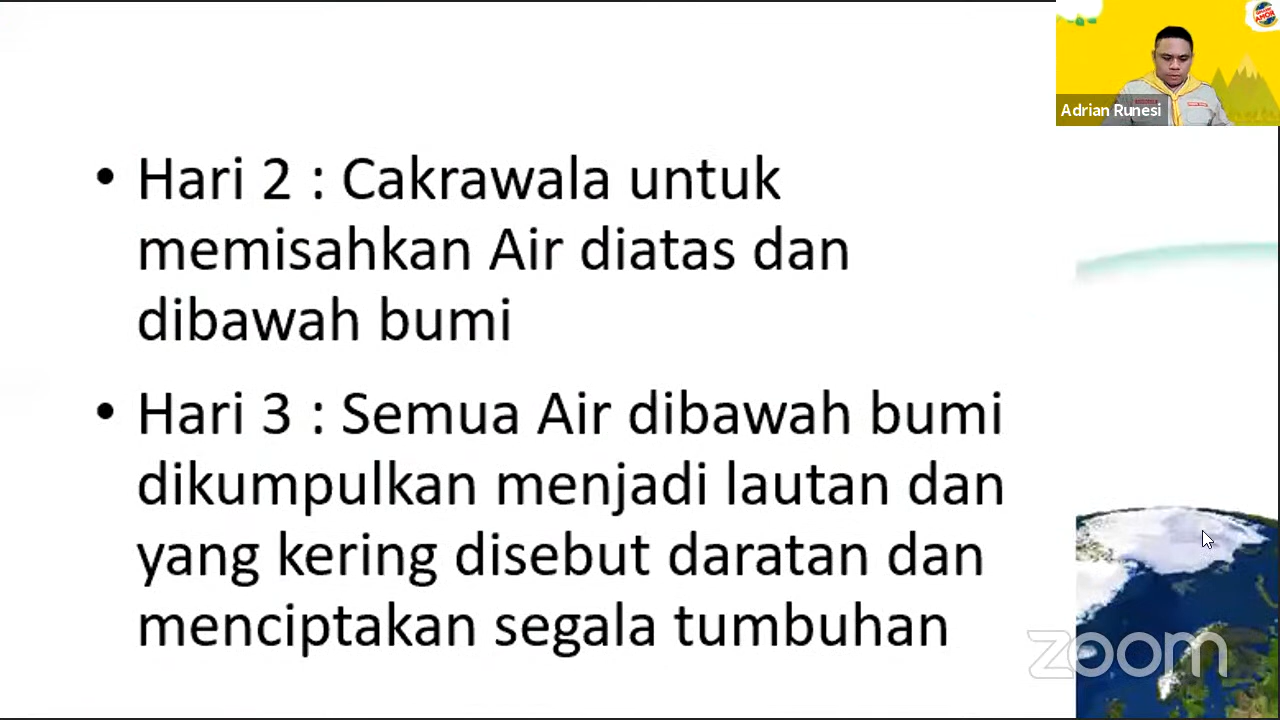 Adrian Runesi
• Hari 2 : Cakrawala untuk
memisahkan Air diatas dan
dibawah bumi
• Hari 3 : Semua Air dibawah bumi
dikumpulkan menjadi lautan dan
yang kering disebut daratan dan
menciptakan segala tumbuhan
zoom